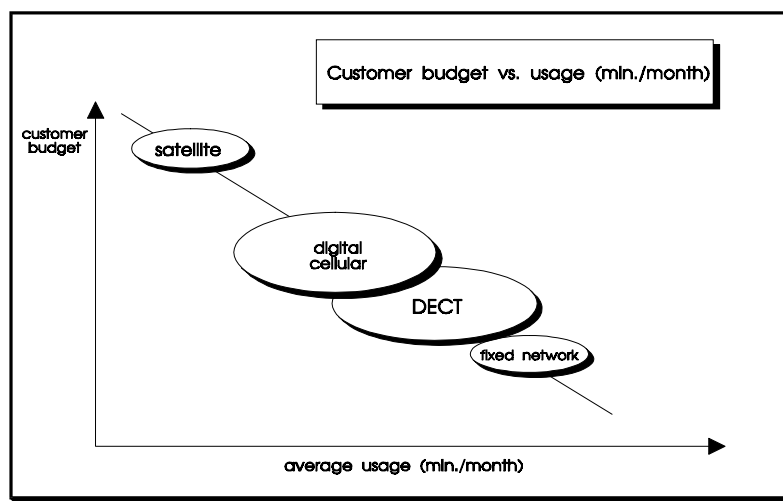 Customer budget vs. usage (min./month)
customer
budget
satellite
digital
cellular
DECT
fixed network
average usage (min./month)